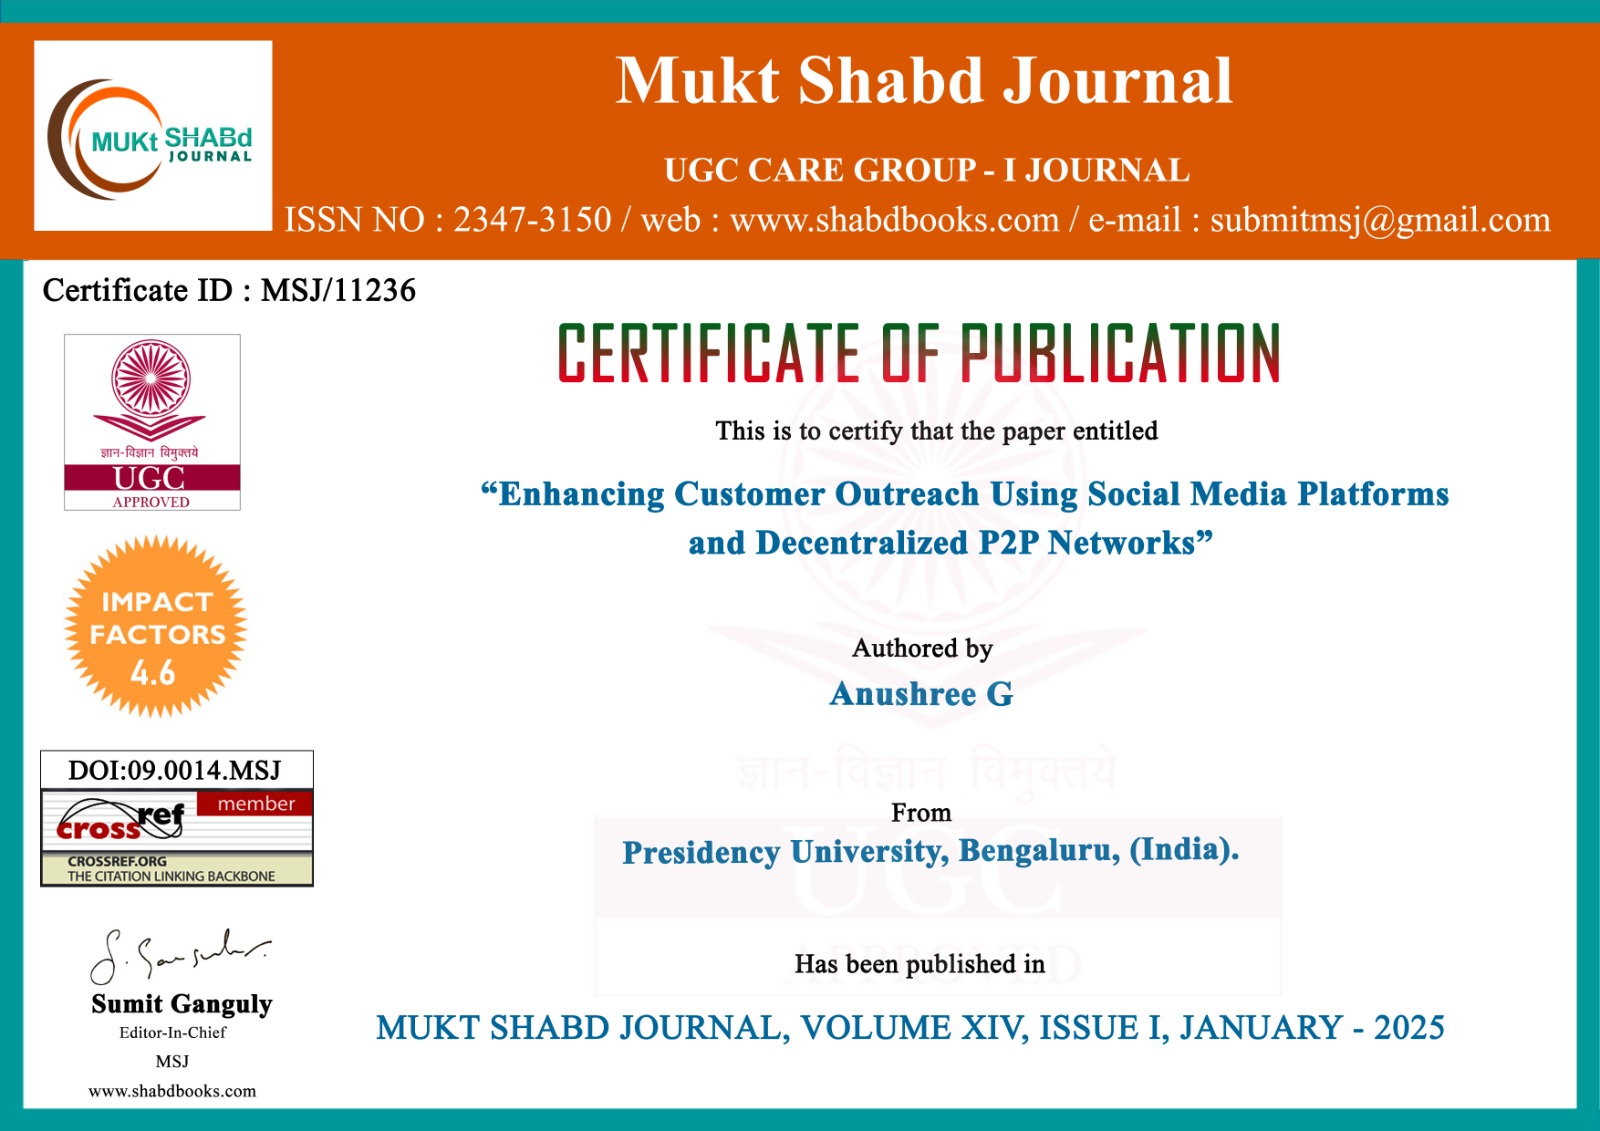 MUKt SHABd
JOURNAL
Mukt Shabd Journal
UGC CARE GROUP - I JOURNAL
ISSN NO : 2347-3150 / web : www.shabdbooks.com / e-mail : submitmsj@gmail.com
Certificate ID : MSJ/11236
ज्ञान-विज्ञान विमुक्तये
UGC
APPROVED
IMPACT
FACTORS
4.6
DOI:09.0014.MSJ
member
crossref
CROSSREF.ORG
THE CITATION LINKING BACKBONE
S. Ganguly
Sumit Ganguly
Editor-In-Chief
MSJ
www.shabdbooks.com
CERTIFICATE OF PUBLICATION
This is to certify that the paper entitled
“Enhancing Customer Outreach Using Social Media Platforms
and Decentralized P2P Networks”
Authored by
Anushree G
ज्ञान-विज्ञान विमुक्तये
From
Presidency University, Bengaluru, (India).
UGC
APPROVED
Has been published in
MUKT SHABD JOURNAL, VOLUME XIV, ISSUE I, JANUARY - 2025